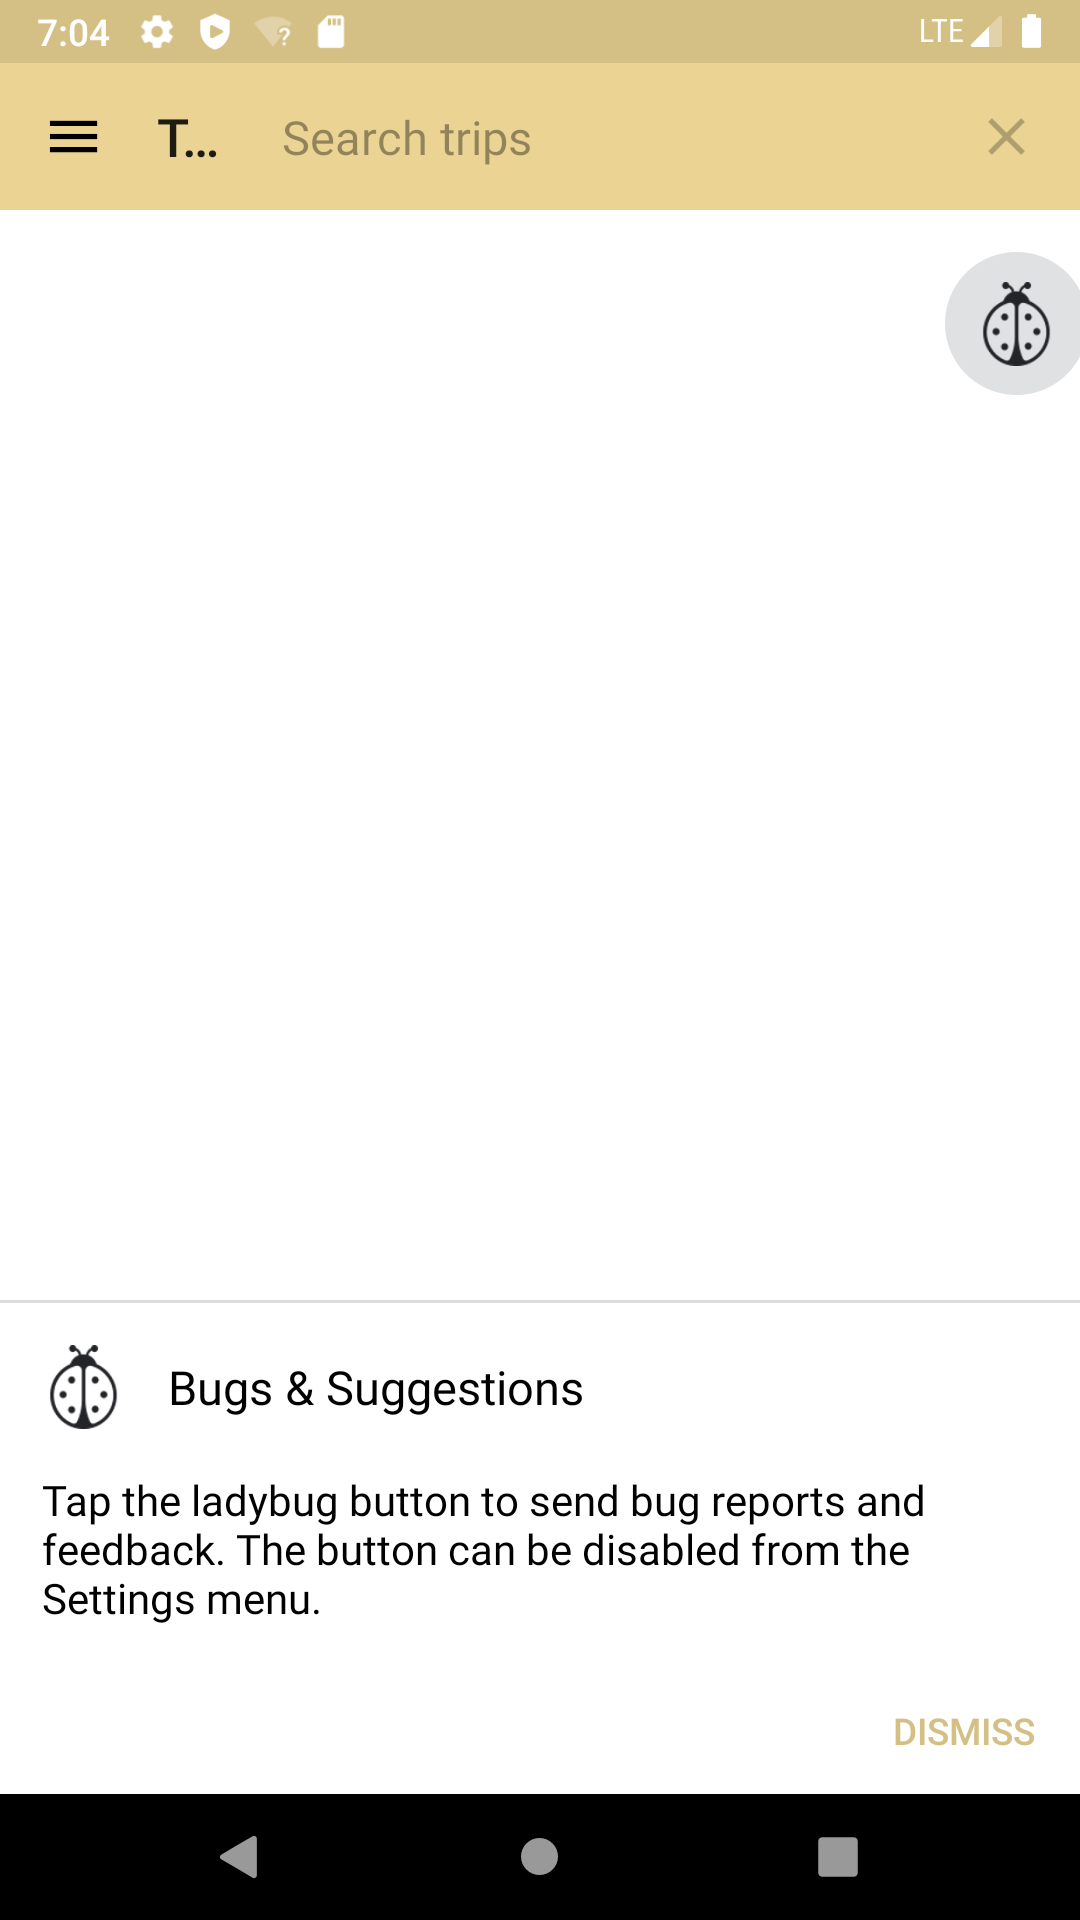 7:04
LTE
T...
Search trips
Bugs & Suggestions
Tap the ladybug button to send bug reports and
feedback. The button can be disabled from the
Settings menu.
DISMISS